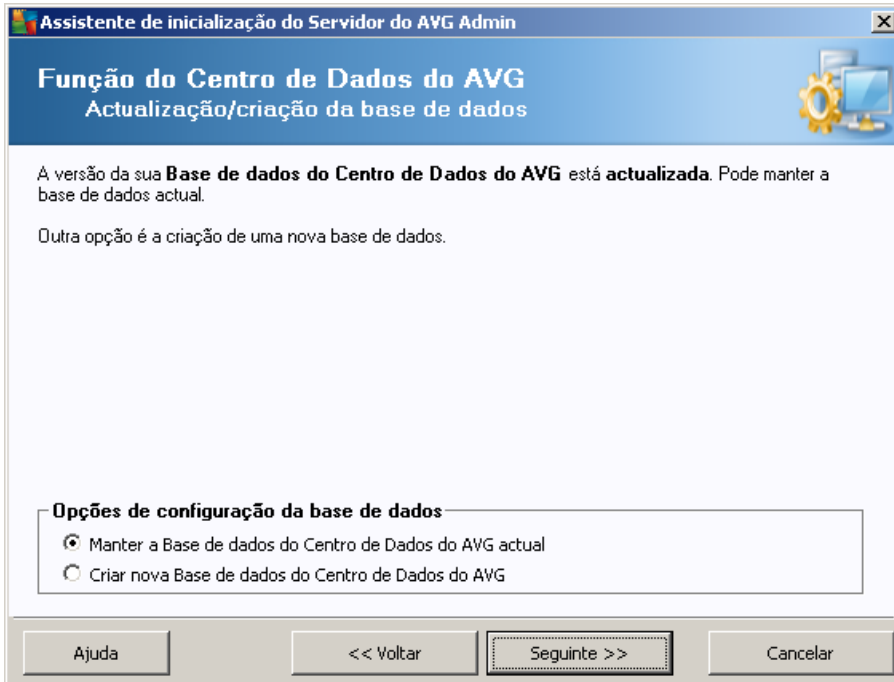 Assistente de inicialização do Servidor do AVG Admin
Função do Centro de Dados do AVG
Actualização/criação da base de dados
A versão da sua Base de dados do Centro de Dados do AVG está actualizada. Pode manter a
base de dados actual.
Outra opção é a criação de uma nova base de dados.
Opções de configuração da base de dados
Manter a Base de dados do Centro de Dados do AVG actual
Criar nova Base de dados do Centro de Dados do AVG
Ajuda
<< Voltar
Seguinte >>
Cancelar